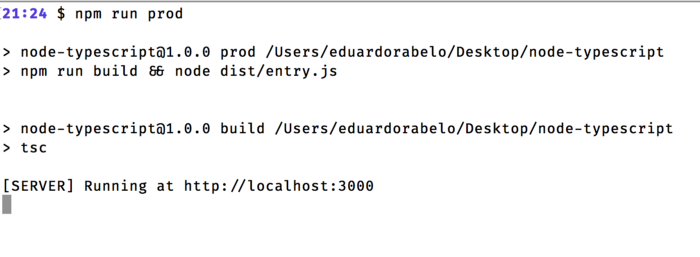 21:24 $ npm run prod
> node-typescript@1.0.0 prod /Users/eduardorabelo/Desktop/node-typescript
> npm run build && node dist/entry.js
> node-typescript@1.0.0 build /Users/eduardorabelo/Desktop/node-typescript
> tsc
[SERVER] Running at http://localhost:3000